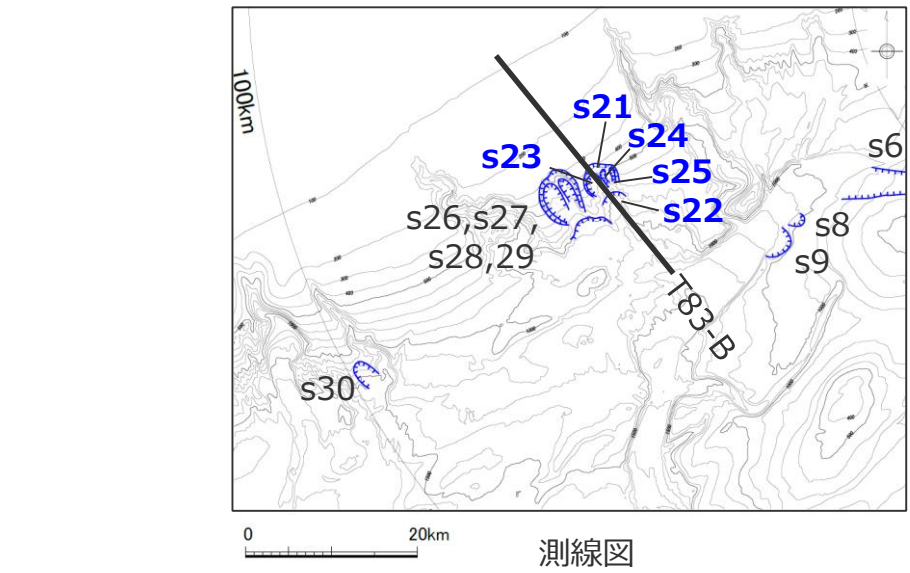 100km
s21
s24
s23
s25
s6
s22
s26,s27,
s28,29
s8
s9
T83-B
s30
0
20km
測線図